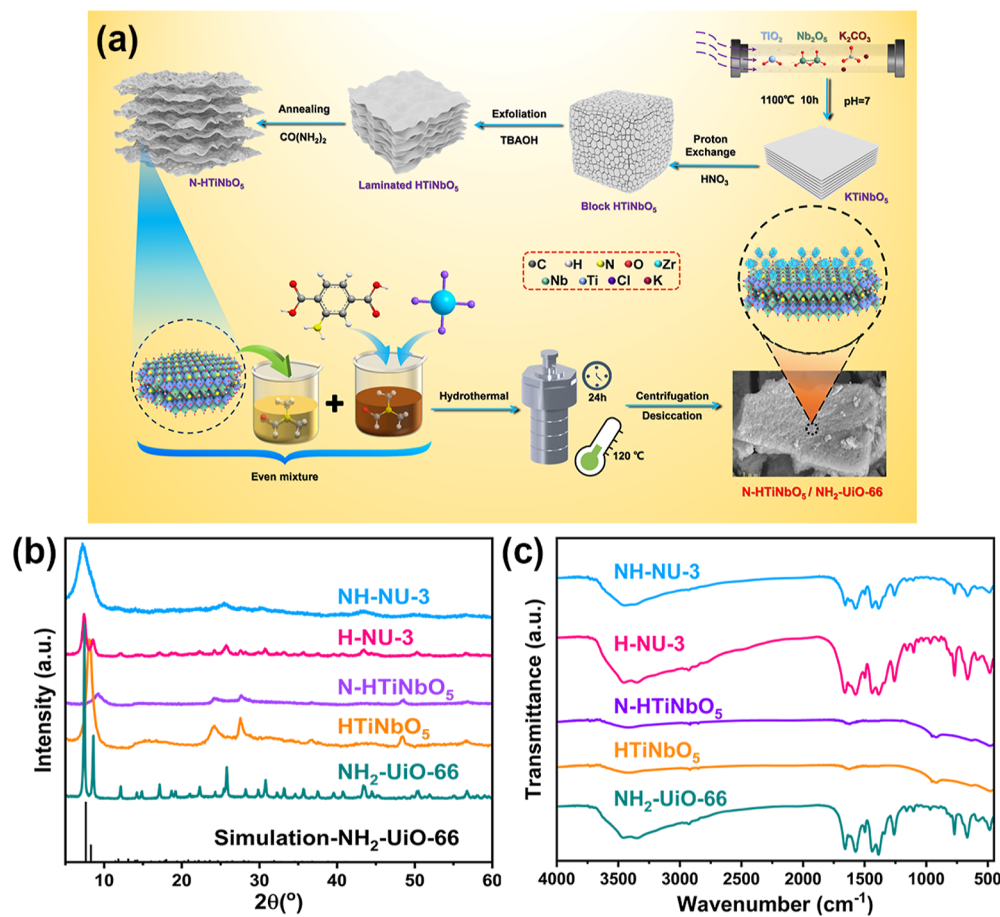 (a)
TiO₂ Nb₂O₅ K₂CO₃
1100℃ 10h pH=7
Annealing
CO(NH₂)₂
Exfoliation
TBAOH
Proton
Exchange
HNO₃
N-HTiNbO₅
Laminated HTiNbO₅
Block HTiNbO₅
KTiNbO₅
C H N O Zr
Nb Ti Cl K
+
Hydrothermal
24h
120 ℃
Centrifugation
Desiccation
Even mixture
N-HTiNbO₅ / NH₂-UiO-66
(b)
NH-NU-3
H-NU-3
N-HTiNbO₅
HTiNbO₅
NH₂-UiO-66
Simulation-NH₂-UiO-66
Intensity (a.u.)
10 20 30 40 50 60
2θ(°)
(c)
NH-NU-3
H-NU-3
N-HTiNbO₅
HTiNbO₅
NH₂-UiO-66
Transmittance (a.u.)
4000 3500 3000 2500 2000 1500 1000 500
Wavenumber (cm⁻¹)